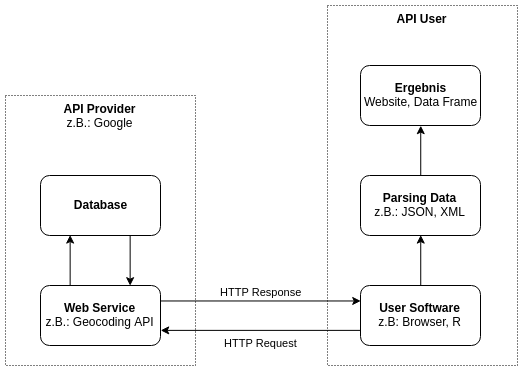 API User
Ergebnis
Website, Data Frame
API Provider
z.B.: Google
Database
Parsing Data
z.B.: JSON, XML
Web Service
z.B.: Geocoding API
HTTP Response
HTTP Request
User Software
z.B: Browser, R